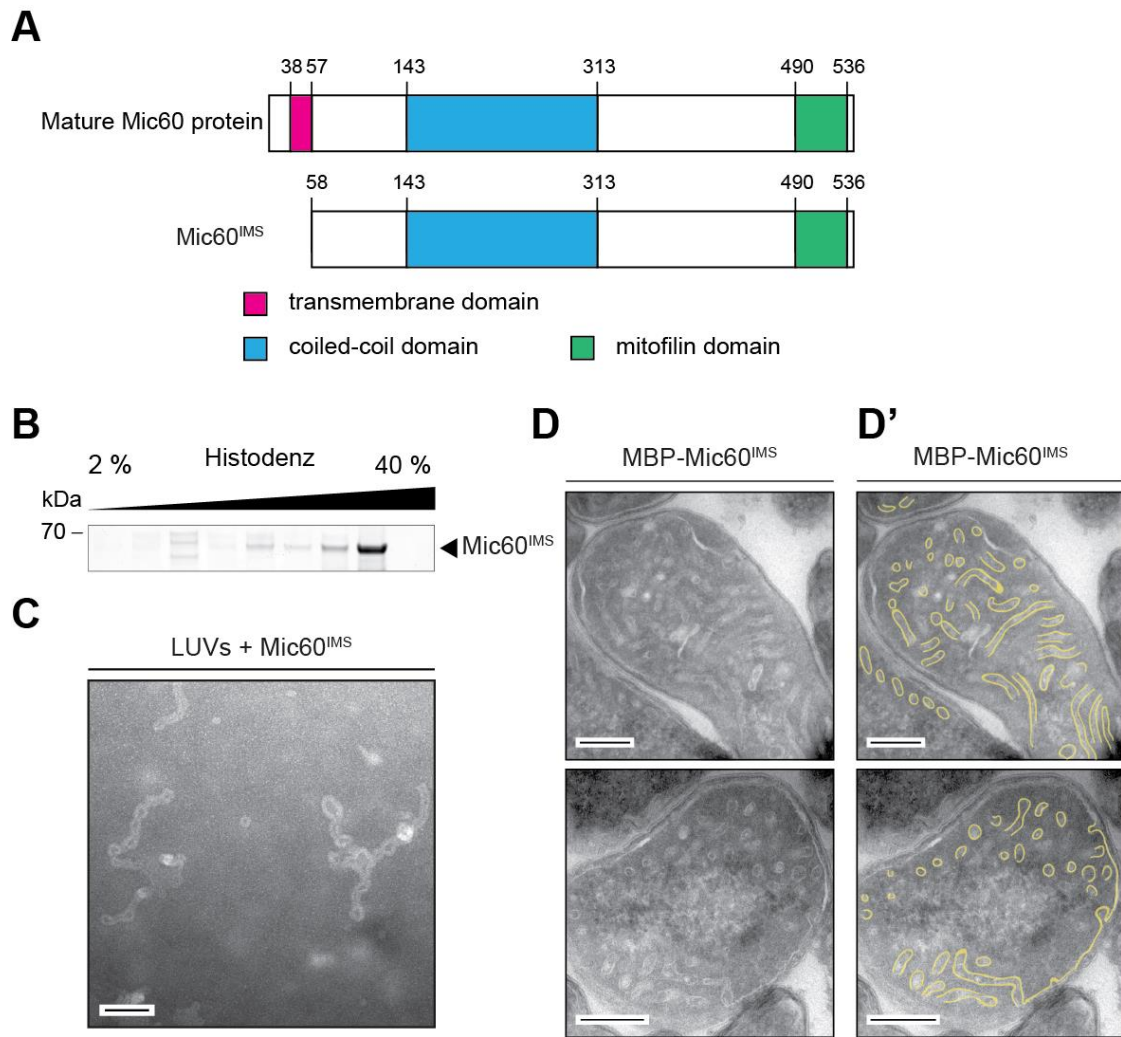 A
38 57 143 313 490 536
Mature Mic60 protein
58 143 313 490 536
Mic60IMS
transmembrane domain
coiled-coil domain mitofilin domain
B
2 % Histodenz 40 %
kDa
70
Mic60IMS
C
LUVs + Mic60IMS
D
MBP-Mic60IMS
D’
MBP-Mic60IMS